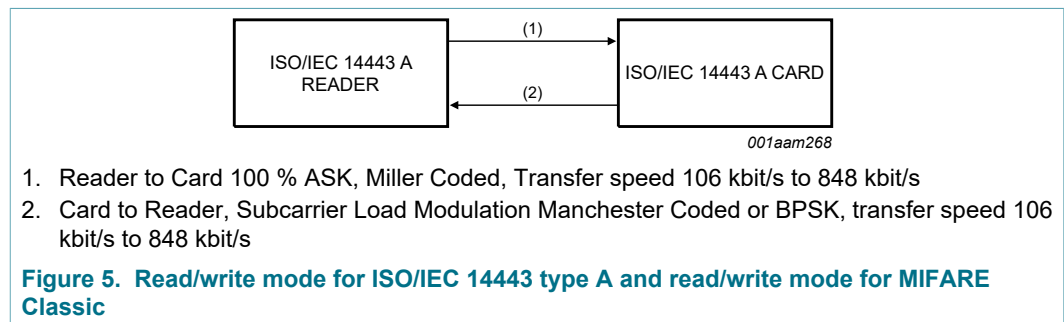 (1)
ISO/IEC 14443 A
READER
ISO/IEC 14443 A CARD
(2)
001aam268
1. Reader to Card 100 % ASK, Miller Coded, Transfer speed 106 kbit/s to 848 kbit/s
2. Card to Reader, Subcarrier Load Modulation Manchester Coded or BPSK, transfer speed 106
kbit/s to 848 kbit/s
Figure 5. Read/write mode for ISO/IEC 14443 type A and read/write mode for MIFARE
Classic